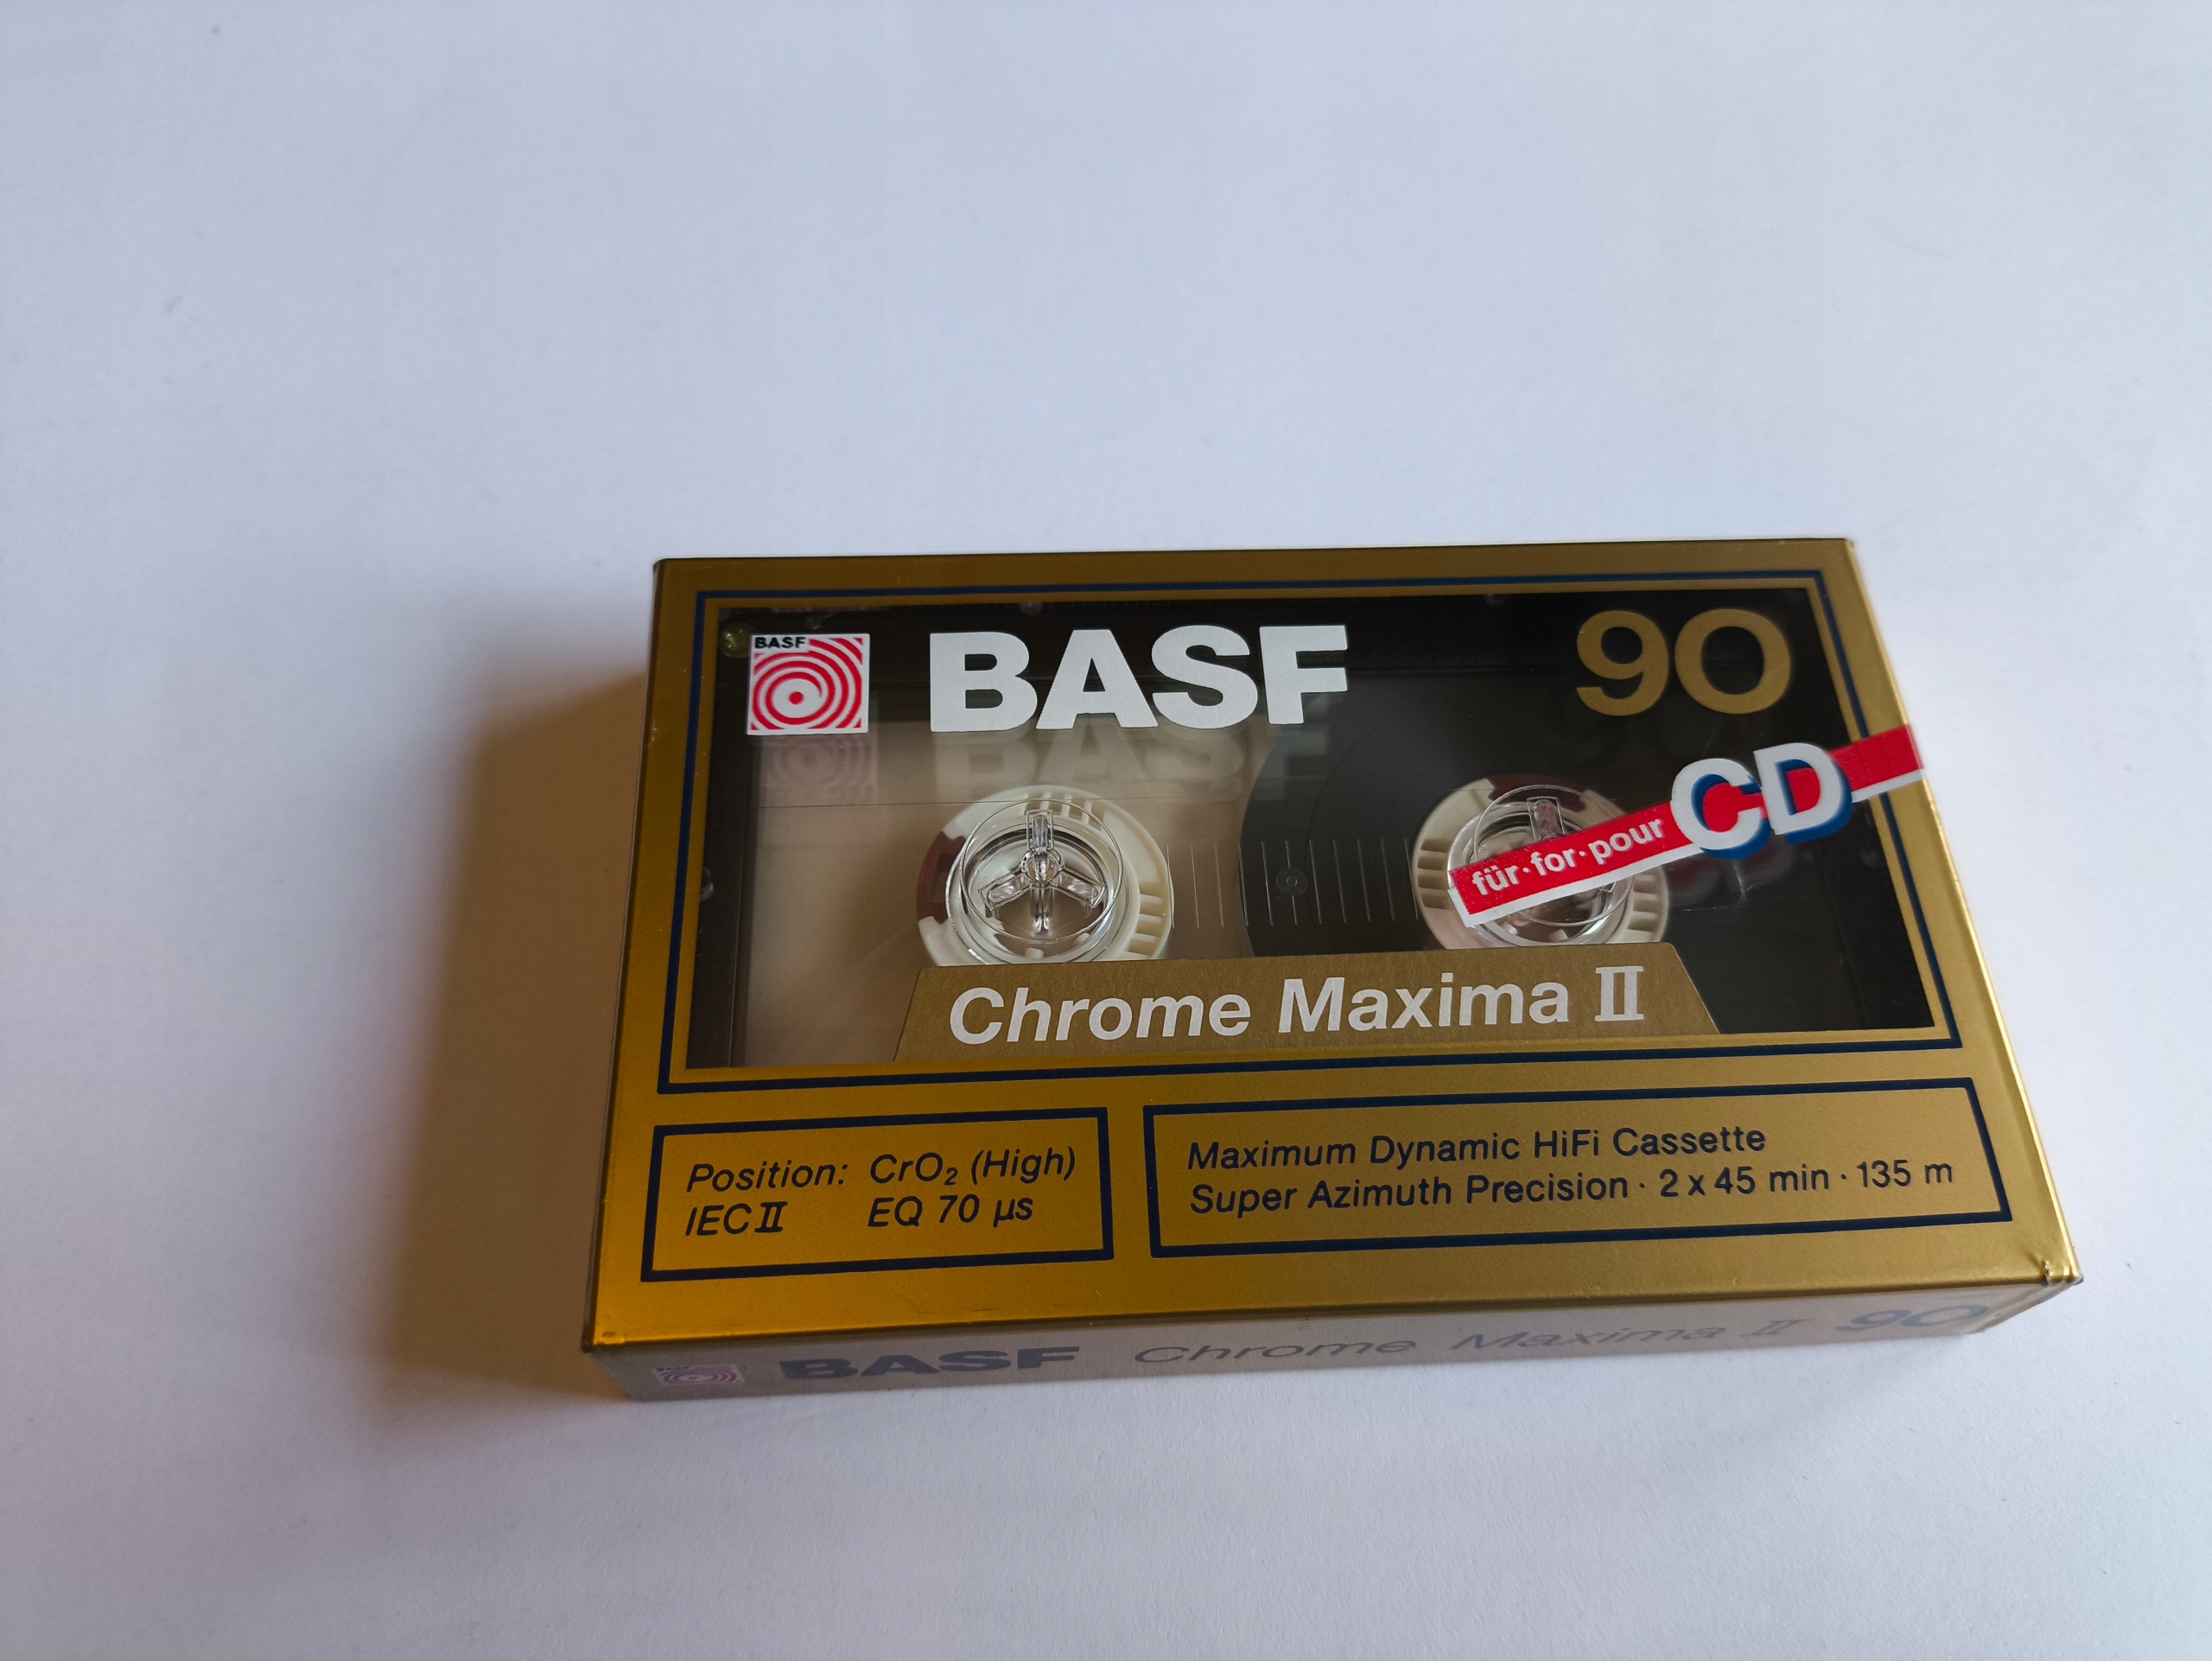 BASF
BASF 90
für·for·pour CD
Chrome Maxima II
Position: CrO₂ (High)
IEC II EQ 70 µs
Maximum Dynamic HiFi Cassette
Super Azimuth Precision · 2 x 45 min · 135 m
BASF
BASF Chrome Maxima II 90